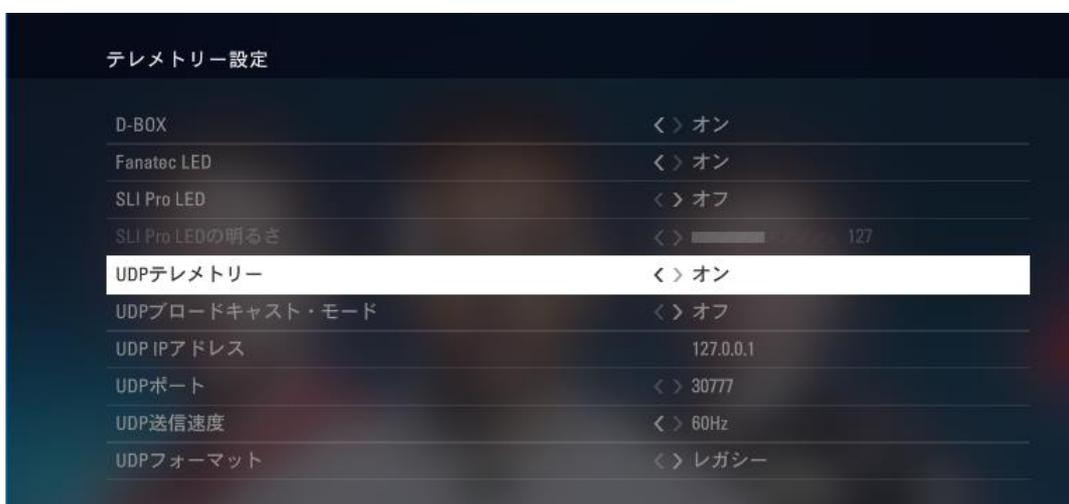 テレメトリー設定
D-BOX オン
Fanatec LED オン
SLI Pro LED オフ
SLI Pro LEDの明るさ 127
UDPテレメトリー オン
UDPブロードキャスト・モード オフ
UDP IPアドレス 127.0.0.1
UDPポート 30777
UDP送信速度 60Hz
UDPフォーマット レガシー